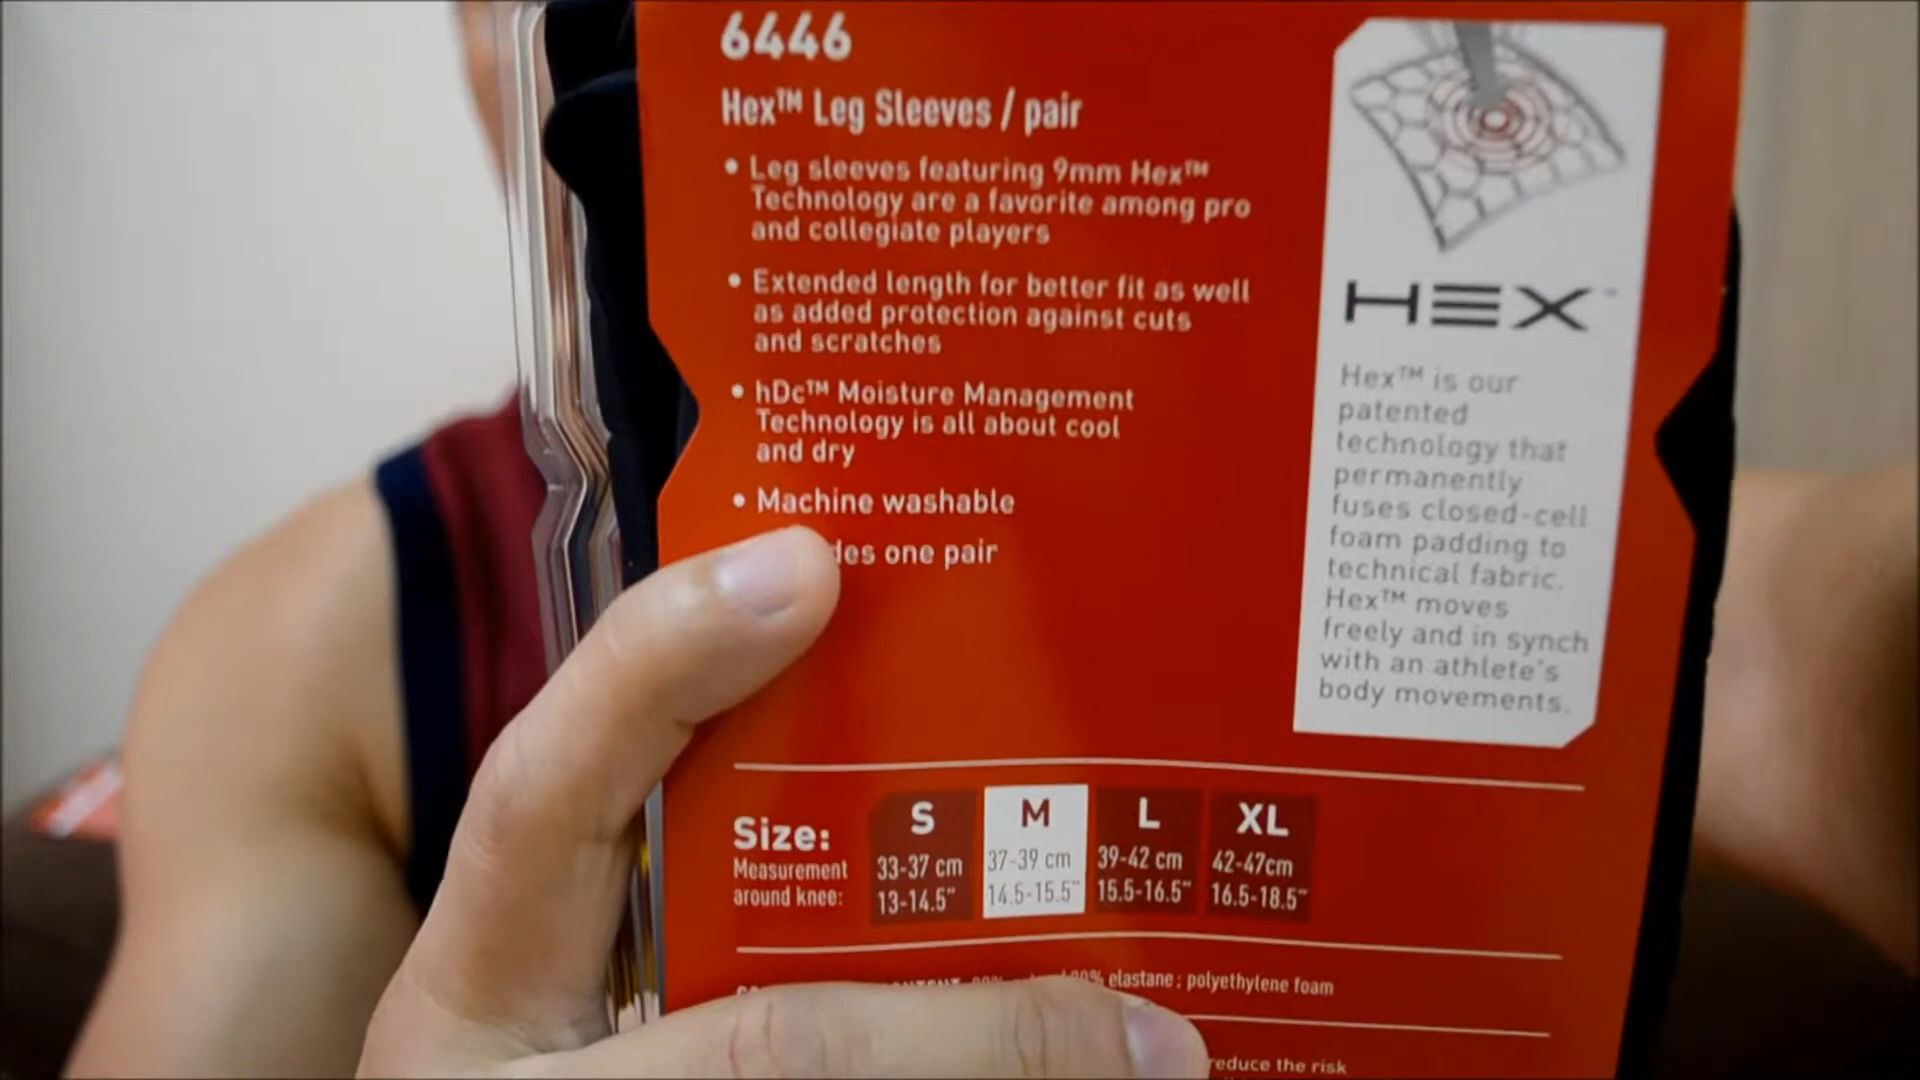 6446
Hex™ Leg Sleeves / pair
• Leg sleeves featuring 9mm Hex™
Technology are a favorite among pro
and collegiate players
• Extended length for better fit as well
as added protection against cuts
and scratches
• hDc™ Moisture Management
Technology is all about cool
and dry
• Machine washable
des one pair
HEX™
Hex™ is our
patented
technology that
permanently
fuses closed-cell
foam padding to
technical fabric.
Hex™ moves
freely and in synch
with an athlete's
body movements.
Size:
Measurement
around knee:
S
33-37 cm
13-14.5"
M
37-39 cm
14.5-15.5"
L
39-42 cm
15.5-16.5"
XL
42-47cm
16.5-18.5"
elastane; polyethylene foam
reduce the risk